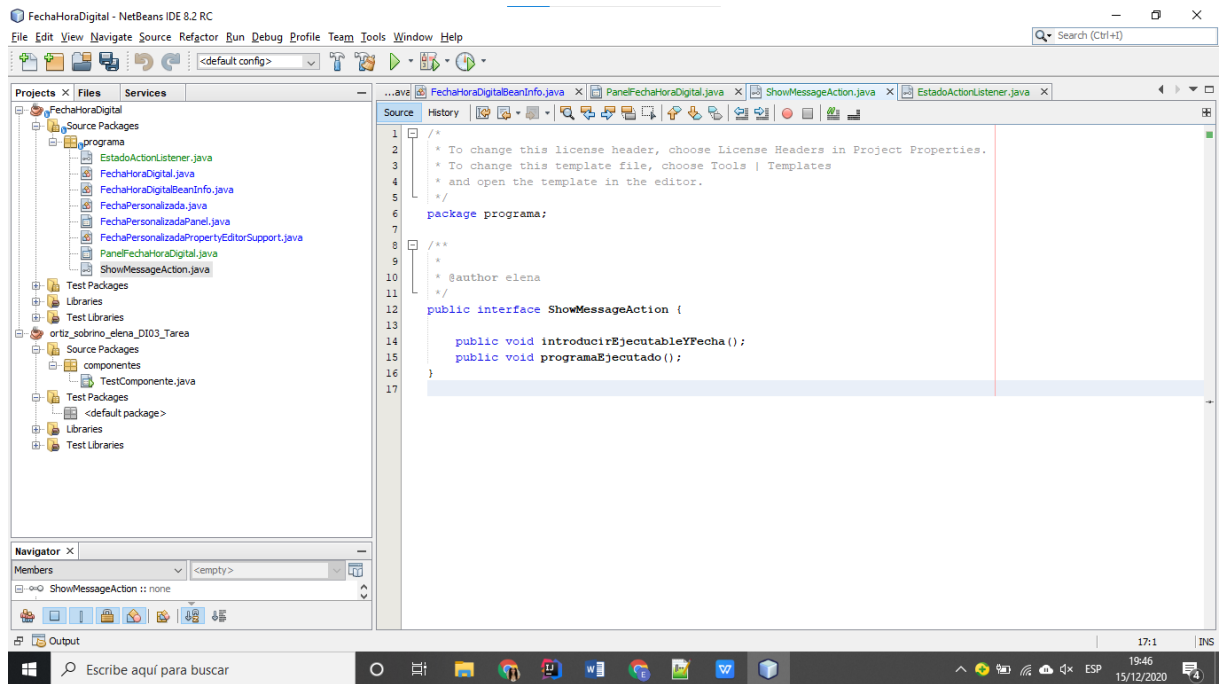 FechaHoraDigital - NetBeans IDE 8.2 RC
File Edit View Navigate Source Refactor Run Debug Profile Team Tools Window Help
Search (Ctrl+I)
<default config>
Projects Files Services
FechaHoraDigital
Source Packages
programa
EstadoActionListener.java
FechaHoraDigital.java
FechaHoraDigitalBeanInfo.java
FechaPersonalizada.java
FechaPersonalizadaPanel.java
FechaPersonalizadaPropertyEditorSupport.java
PanelFechaHoraDigital.java
ShowMessageAction.java
Test Packages
Libraries
Test Libraries
ortiz_sobrino_elena_DI03_Tarea
Source Packages
componentes
TestComponente.java
Test Packages
<default package>
Libraries
Test Libraries
Navigator
Members <empty>
ShowMessageAction :: none
...ava FechaHoraDigitalBeanInfo.java PanelFechaHoraDigital.java ShowMessageAction.java EstadoActionListener.java
Source History
1 /*
2 * To change this license header, choose License Headers in Project Properties.
3 * To change this template file, choose Tools | Templates
4 * and open the template in the editor.
5 */
6 package programa;
7
8 /**
9 *
10 * @author elena
11 */
12 public interface ShowMessageAction {
13
14 public void introducirEjecutableYFecha();
15 public void programaEjecutado();
16 }
17
Output
17:1 INS
Escribe aquí para buscar
ESP
19:46
15/12/2020
4